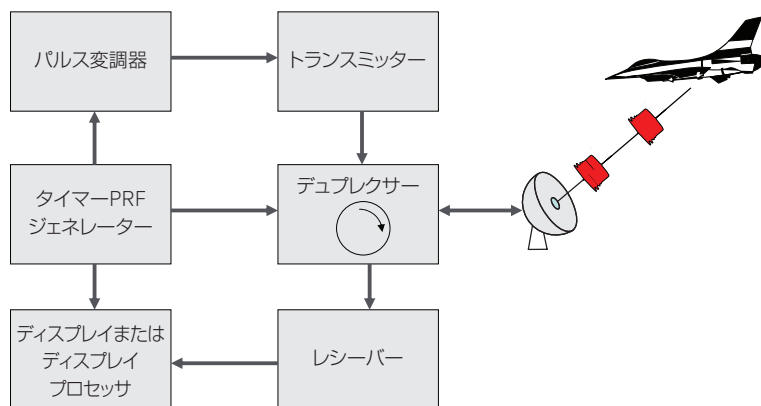 パルス変調器
トランスミッター
タイマーPRF
ジェネレーター
デュプレクサー
ディスプレイまたは
ディスプレイ
プロセッサ
レシーバー